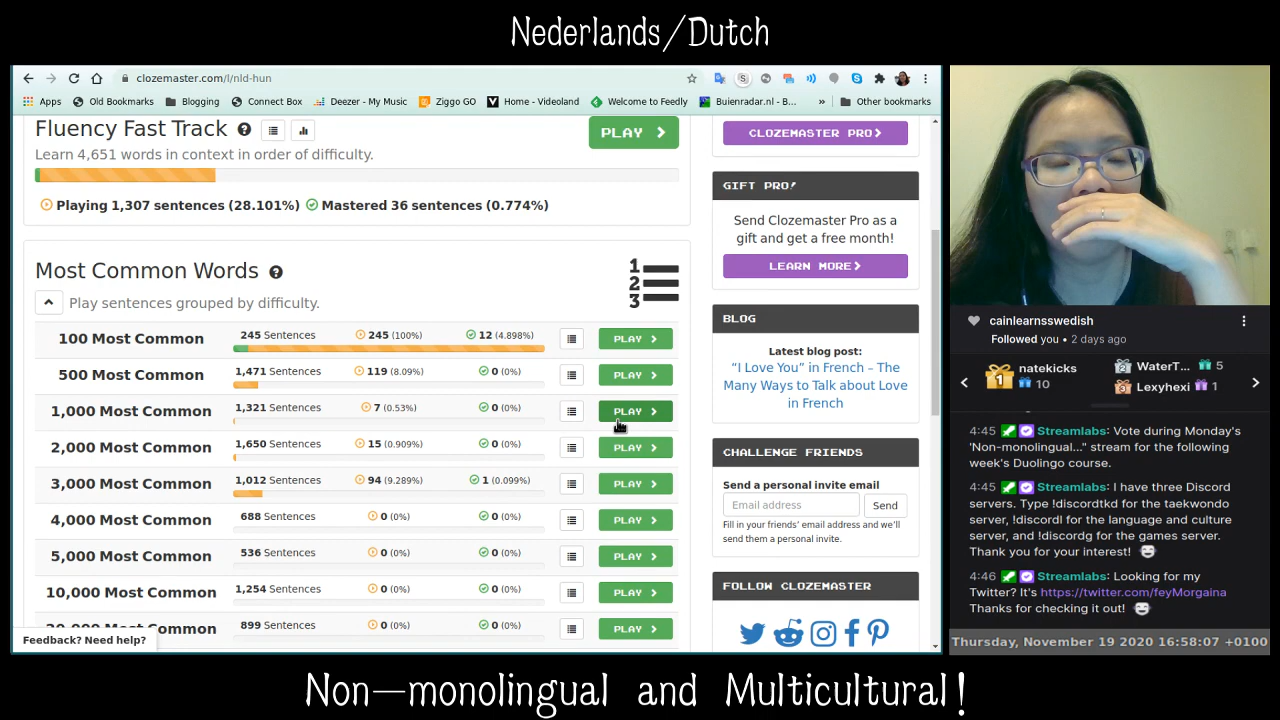 Nederlands/Dutch
clozemaster.com/l/nld-hun
Apps Old Bookmarks Blogging Connect Box Deezer - My Music Ziggo GO Home - Videoland Welcome to Feedly Buienradar.nl - B... » Other bookmarks
Fluency Fast Track
PLAY
Learn 4,651 words in context in order of difficulty.
Playing 1,307 sentences (28.101%) Mastered 36 sentences (0.774%)
Most Common Words
Play sentences grouped by difficulty.
1
2
3
100 Most Common 245 Sentences 245 (100%) 12 (4.898%) PLAY
500 Most Common 1,471 Sentences 119 (8.09%) 0 (0%) PLAY
1,000 Most Common 1,321 Sentences 7 (0.53%) 0 (0%) PLAY
2,000 Most Common 1,650 Sentences 15 (0.909%) 0 (0%) PLAY
3,000 Most Common 1,012 Sentences 94 (9.289%) 1 (0.099%) PLAY
4,000 Most Common 688 Sentences 0 (0%) 0 (0%) PLAY
5,000 Most Common 536 Sentences 0 (0%) 0 (0%) PLAY
10,000 Most Common 1,254 Sentences 0 (0%) 0 (0%) PLAY
Common 899 Sentences 0 (0%) 0 (0%) PLAY
Feedback? Need help?
CLOZEMASTER PRO
GIFT PRO!
Send Clozemaster Pro as a
gift and get a free month!
LEARN MORE
BLOG
Latest blog post:
“I Love You” in French – The
Many Ways to Talk about Love
in French
CHALLENGE FRIENDS
Send a personal invite email
Email address Send
Fill in your friends' email address and we'll
send them a personal invite.
FOLLOW CLOZEMASTER
cainlearnsswedish
Followed you • 2 days ago
1 natekicks
10
2 WaterT... 5
3 Lexyhexi 1
4:45 Streamlabs: Vote during Monday's
'Non-monolingual..." stream for the following
week's Duolingo course.
4:45 Streamlabs: I have three Discord
servers. Type !discordtkd for the taekwondo
server, !discordl for the language and culture
server, and !discordg for the games server.
Thank you for your interest!
4:46 Streamlabs: Looking for my
Twitter? It's https://twitter.com/feyMorgaina
Thanks for checking it out!
Thursday, November 19 2020 16:58:07 +0100
Non-monolingual and Multicultural!